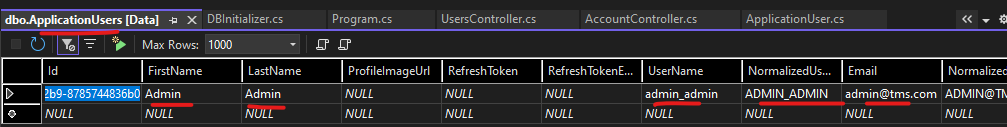 dbo.ApplicationUsers [Data] DBInitializer.cs Program.cs UsersController.cs AccountController.cs ApplicationUser.cs
Max Rows: 1000
Id FirstName LastName ProfileImageUrl RefreshToken RefreshTokenE... UserName NormalizedUs... Email Normalized
2b9-8785744836b0 Admin Admin NULL NULL NULL admin_admin ADMIN_ADMIN admin@tms.com ADMIN@TM
NULL NULL NULL NULL NULL NULL NULL NULL NULL NULL